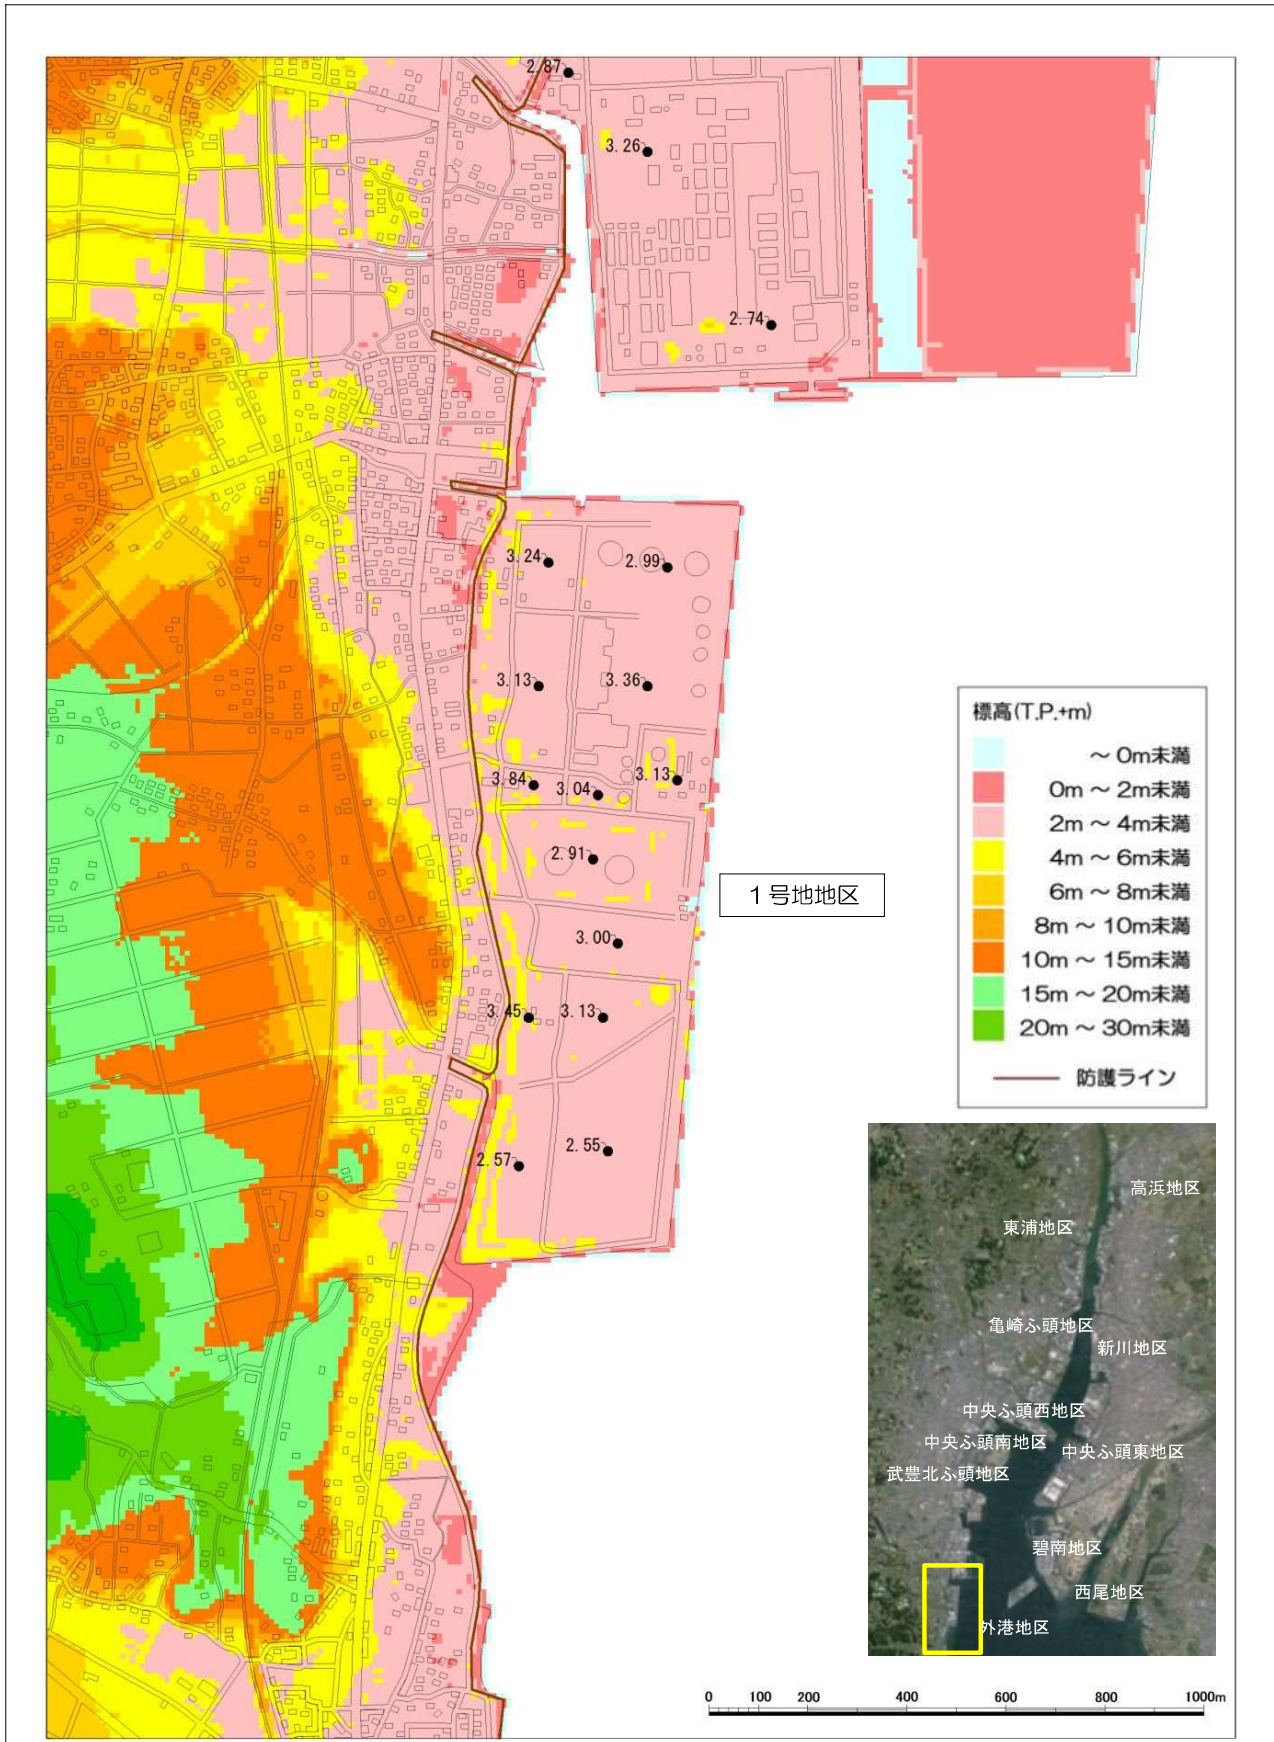 2.87
3.26
2.74
3.24
2.99
3.13
3.36
3.84
3.04
3.13
2.91
1号地地区
3.00
3.45
3.13
2.57
2.55
標高(T.P.+m)
～ 0m未満
0m ～ 2m未満
2m ～ 4m未満
4m ～ 6m未満
6m ～ 8m未満
8m ～ 10m未満
10m ～ 15m未満
15m ～ 20m未満
20m ～ 30m未満
防護ライン
高浜地区
東浦地区
亀崎ふ頭地区
新川地区
中央ふ頭西地区
中央ふ頭南地区
中央ふ頭東地区
武豊北ふ頭地区
碧南地区
西尾地区
外港地区
0 100 200 400 600 800 1000m